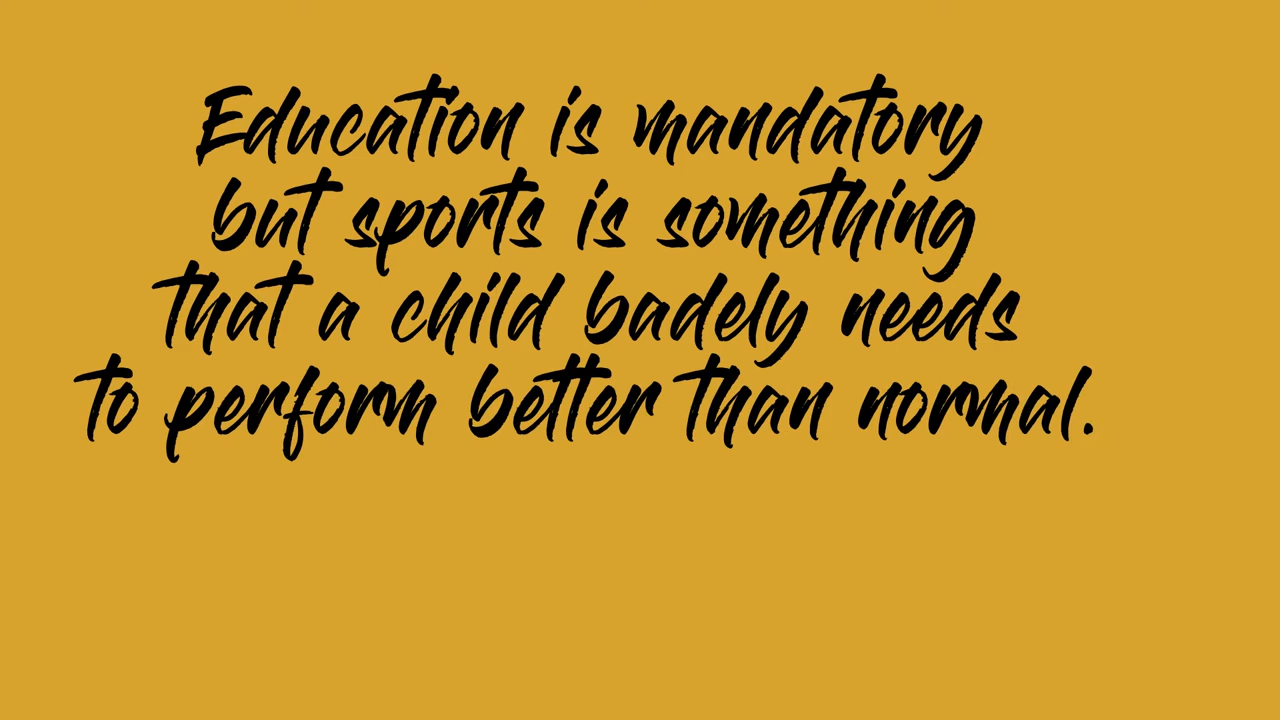 Education is mandatory
but sports is something
that a child badely needs
to perform better than normal.